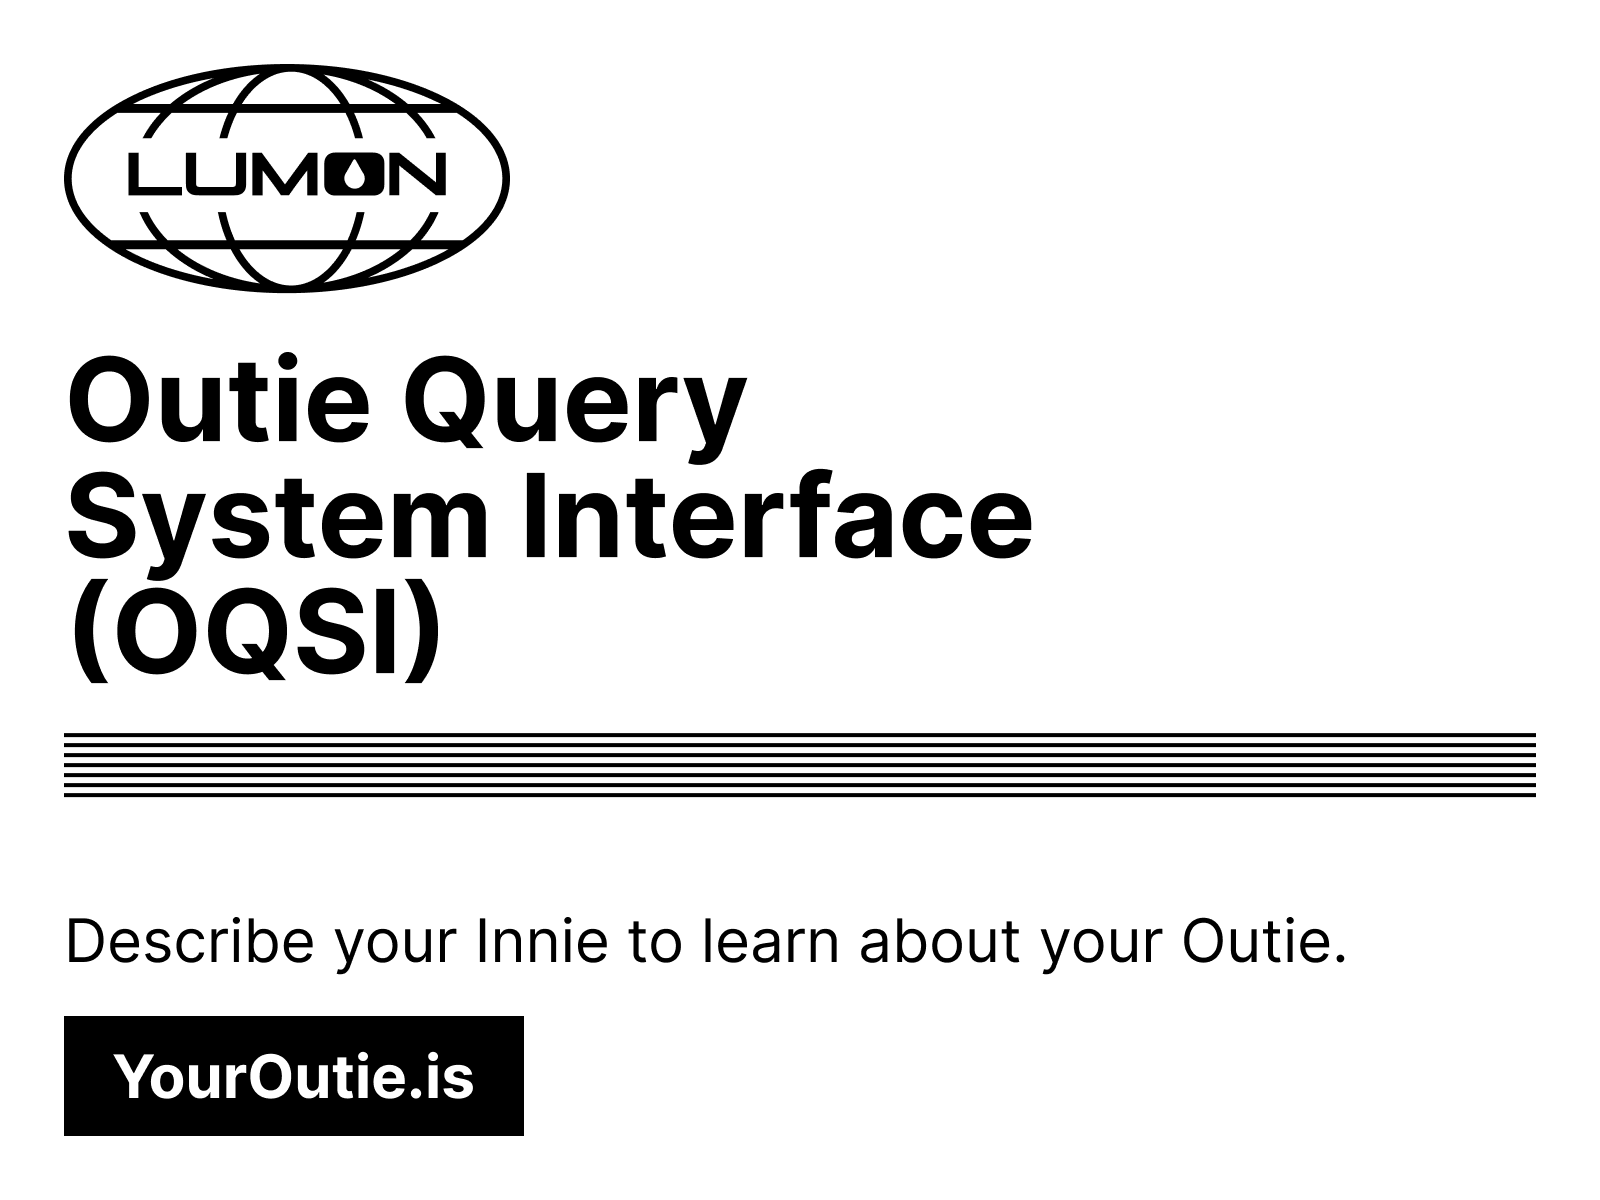 LUMON
Outie Query
System Interface
(OQSI)
Describe your Innie to learn about your Outie.
YourOutie.is